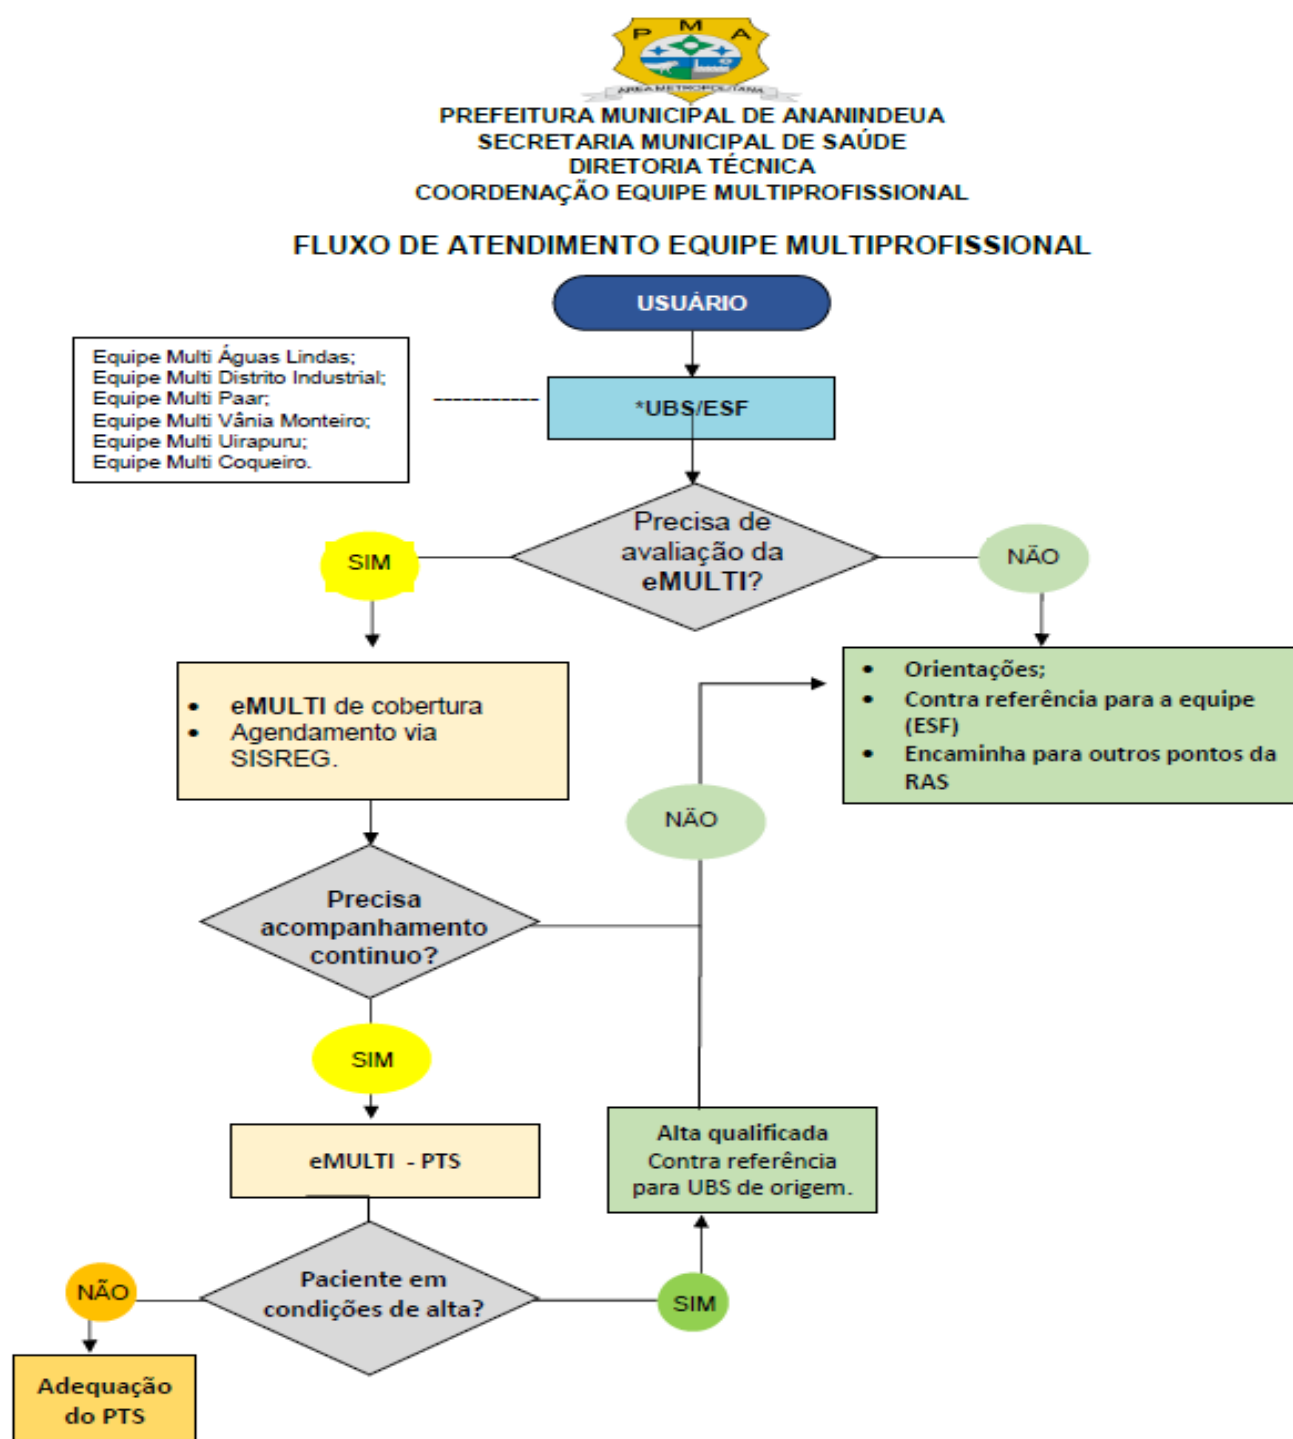 P M A
ÁREA METROPOLITANA
PREFEITURA MUNICIPAL DE ANANINDEUA
SECRETARIA MUNICIPAL DE SAÚDE
DIRETORIA TÉCNICA
COORDENAÇÃO EQUIPE MULTIPROFISSIONAL
FLUXO DE ATENDIMENTO EQUIPE MULTIPROFISSIONAL
USUÁRIO
Equipe Multi Águas Lindas;
Equipe Multi Distrito Industrial;
Equipe Multi Paar;
Equipe Multi Vânia Monteiro;
Equipe Multi Uirapuru;
Equipe Multi Coqueiro.
*UBS/ESF
Precisa de
avaliação da
eMULTI?
SIM
NÃO
• eMULTI de cobertura
• Agendamento via
SISREG.
• Orientações;
• Contra referência para a equipe
(ESF)
• Encaminha para outros pontos da
RAS
NÃO
Precisa
acompanhamento
continuo?
SIM
eMULTI - PTS
Alta qualificada
Contra referência
para UBS de origem.
Paciente em
condições de alta?
NÃO
SIM
Adequação
do PTS